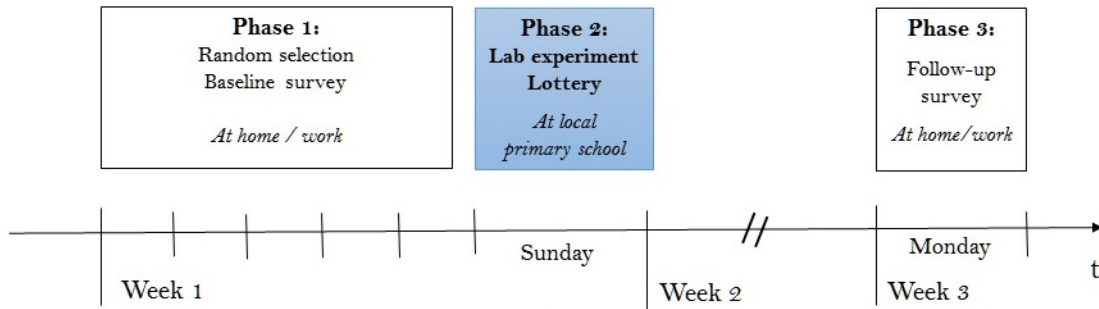 Phase 1:
Random selection
Baseline survey
At home / work
Phase 2:
Lab experiment
Lottery
At local
primary school
Phase 3:
Follow-up
survey
At home/work
Sunday
Monday
t
Week 1
Week 2
Week 3